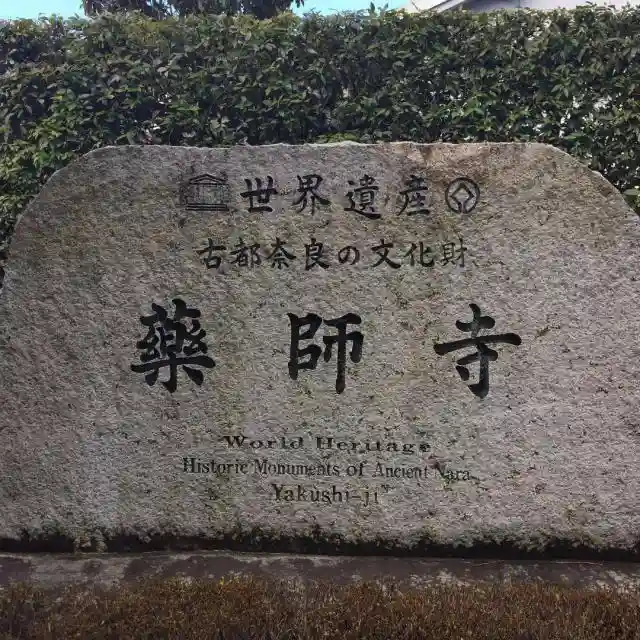 世界遺産
古都奈良の文化財
藥師寺
World Heritage
Historic Monuments of Ancient Nara
Yakushi-ji